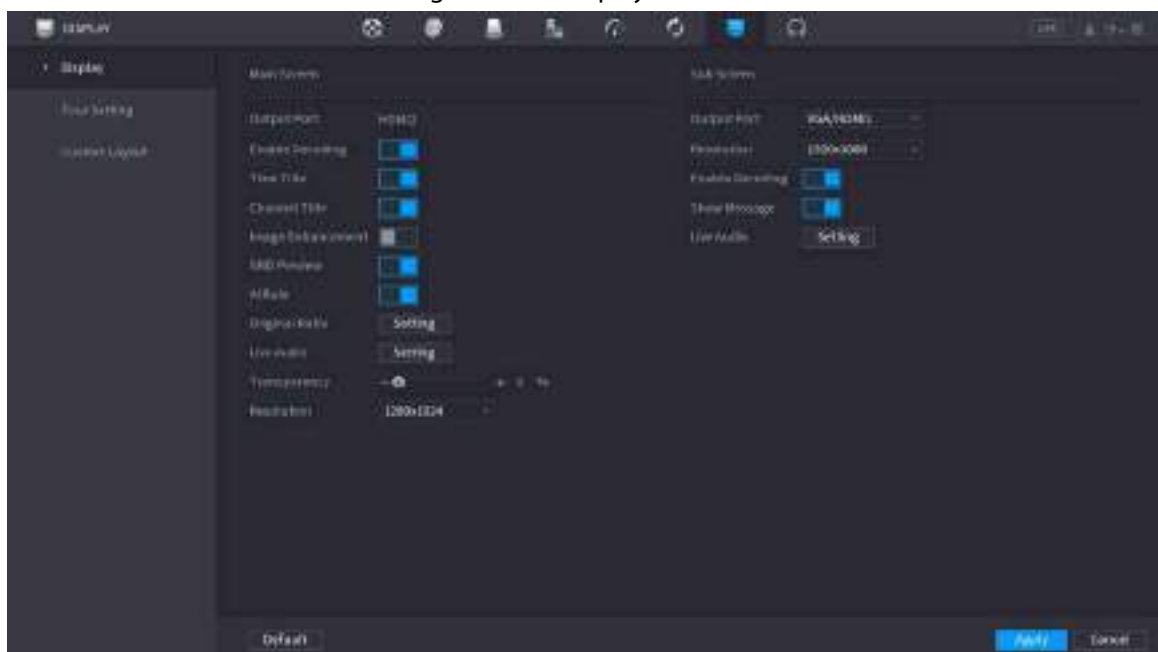 DISPLAY
LIVE
Display
Tour Setting
Custom Layout
Main Screen
Sub Screen
Output Port HDMI2
Output Port VGA/HDMI1
Enable Decoding
Resolution
Time Title
Enable Decoding
Channel Title
Show Message
Image Enhancement
Live Audio Setting
SMD Preview
AI Rule
Original Ratio Setting
Live Audio Setting
Transparency %
Resolution 1280x1024
Default
Apply
Cancel